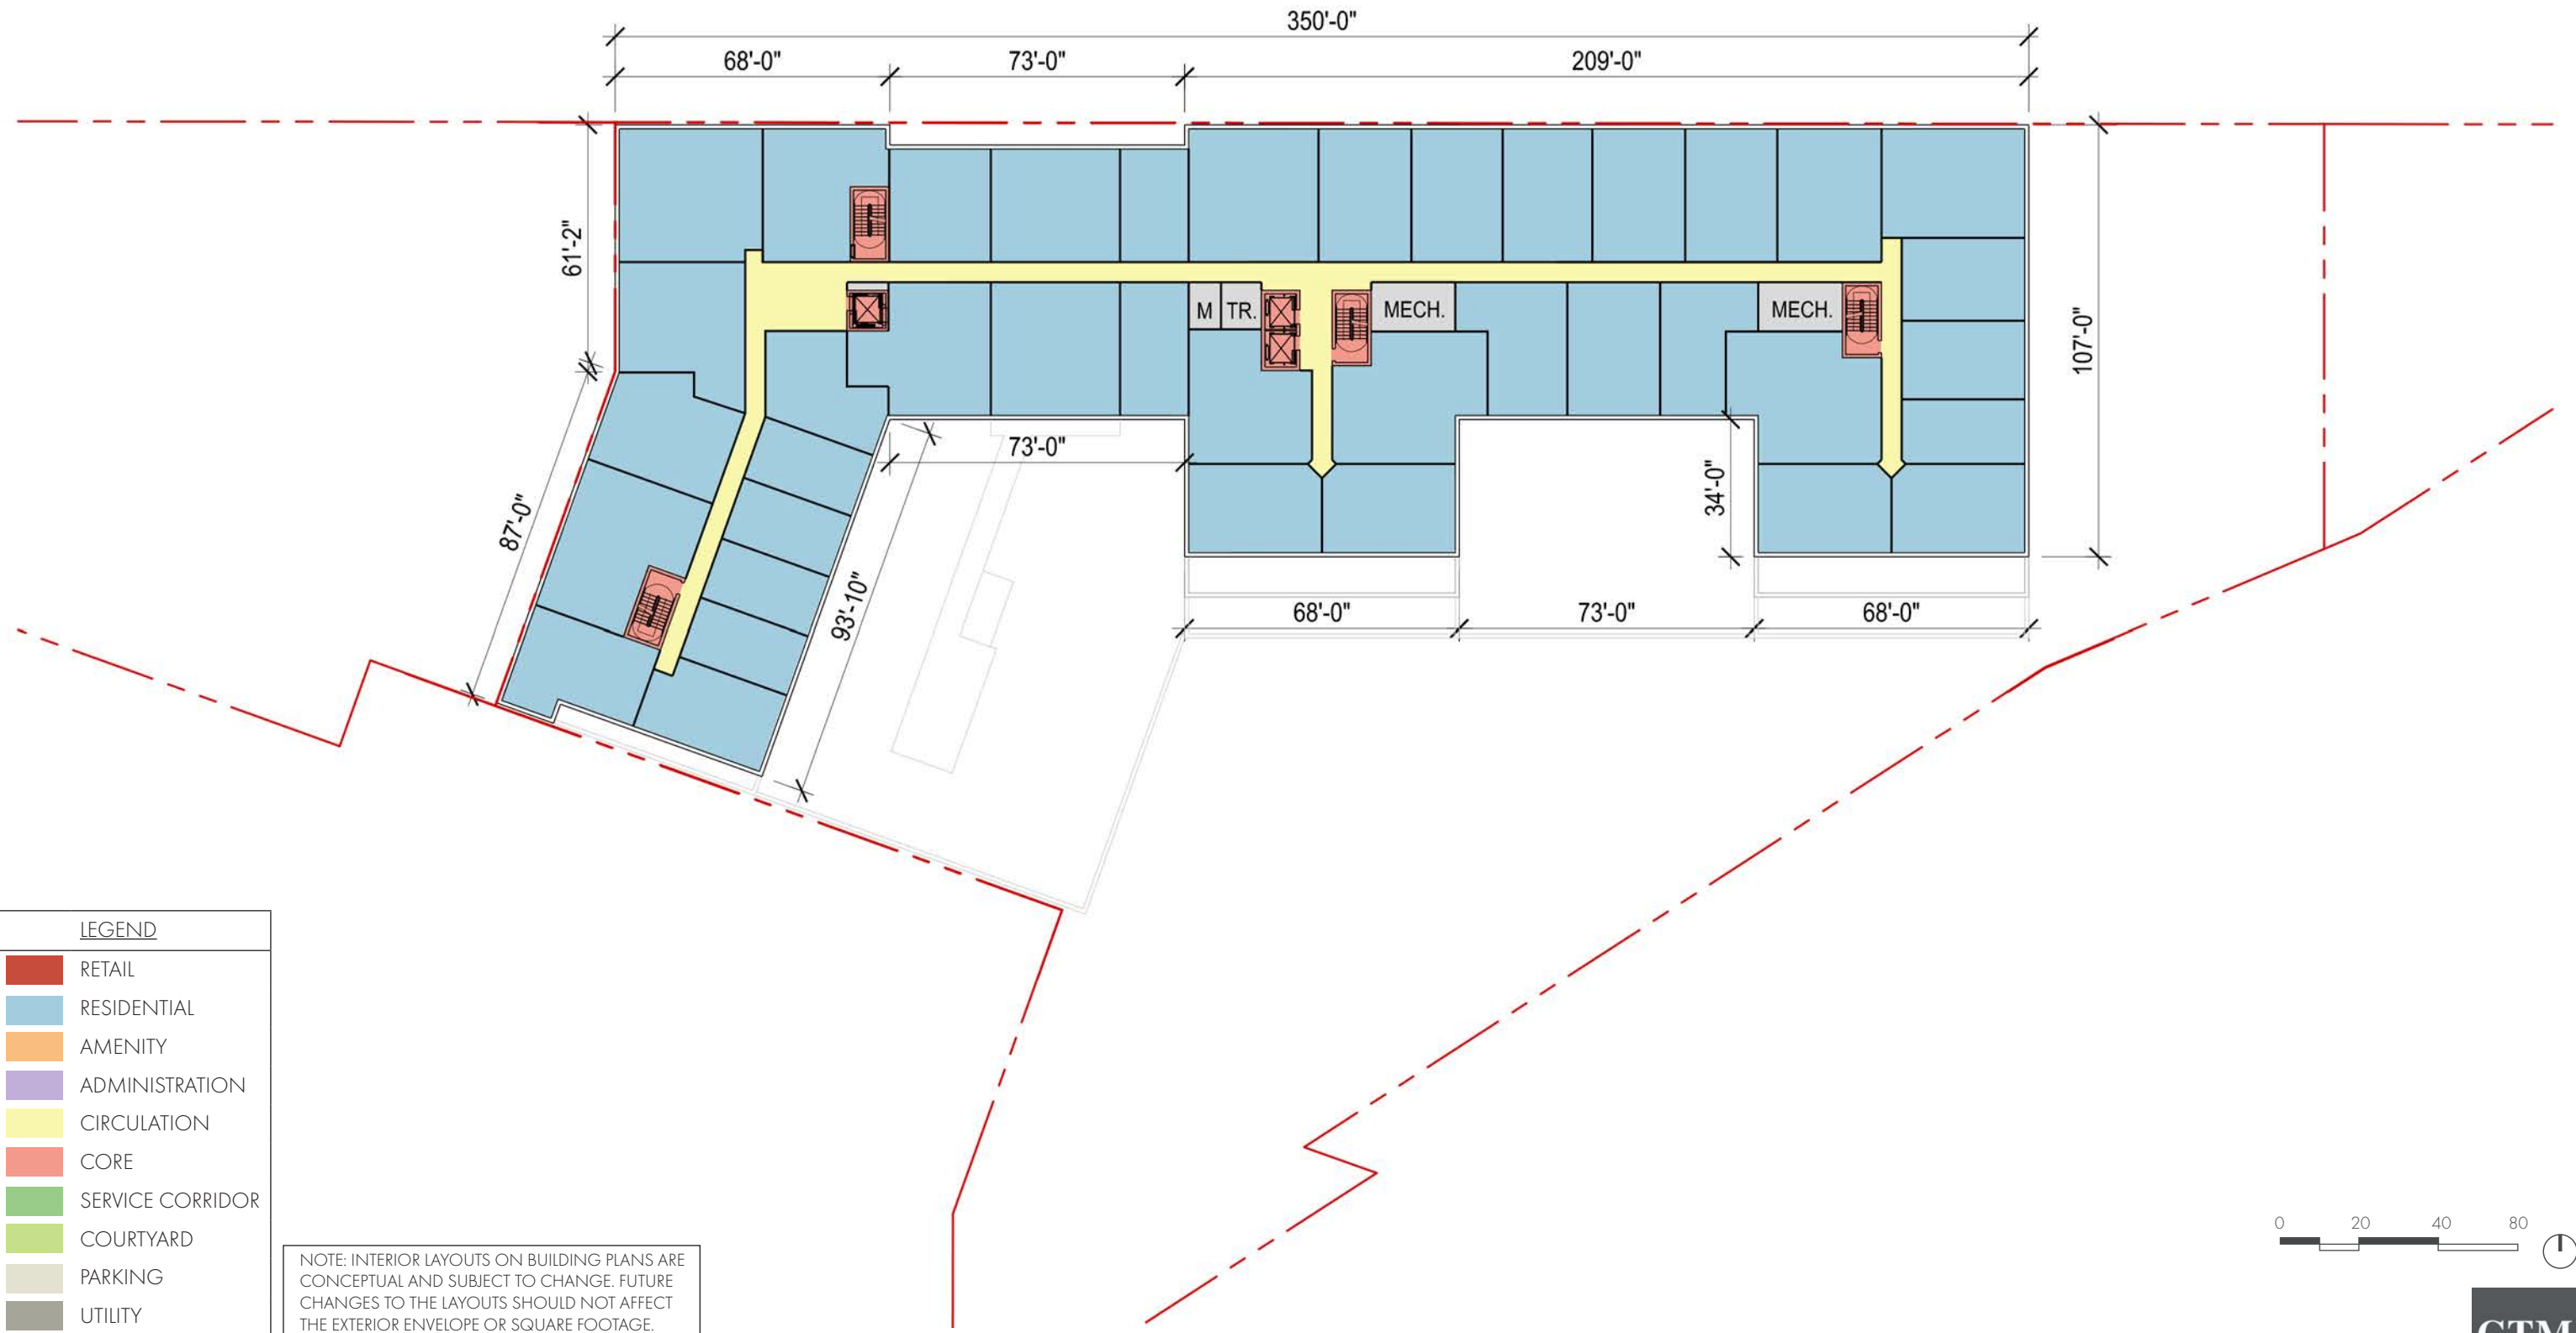 350'-0"
68'-0"
73'-0"
209'-0"
61'-2"
107'-0"
M
TR.
MECH.
MECH.
73'-0"
34'-0"
87'-0"
93'-10"
68'-0"
73'-0"
68'-0"
LEGEND
RETAIL
RESIDENTIAL
AMENITY
ADMINISTRATION
CIRCULATION
CORE
SERVICE CORRIDOR
COURTYARD
PARKING
UTILITY
NOTE: INTERIOR LAYOUTS ON BUILDING PLANS ARE
CONCEPTUAL AND SUBJECT TO CHANGE. FUTURE
CHANGES TO THE LAYOUTS SHOULD NOT AFFECT
THE EXTERIOR ENVELOPE OR SQUARE FOOTAGE.
0 20 40 80
GTM